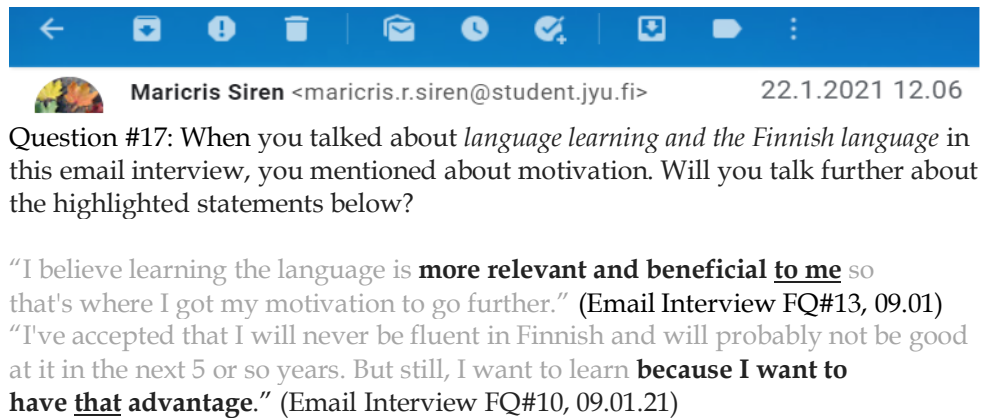 Maricris Siren <maricris.r.siren@student.jyu.fi> 22.1.2021 12.06
Question #17: When you talked about language learning and the Finnish language in
this email interview, you mentioned about motivation. Will you talk further about
the highlighted statements below?
“I believe learning the language is more relevant and beneficial to me so
that's where I got my motivation to go further.” (Email Interview FQ#13, 09.01)
“I've accepted that I will never be fluent in Finnish and will probably not be good
at it in the next 5 or so years. But still, I want to learn because I want to
have that advantage.” (Email Interview FQ#10, 09.01.21)